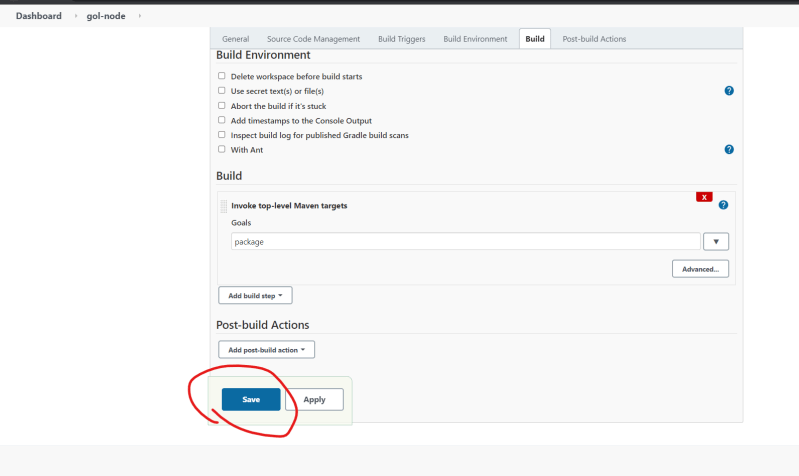 Dashboard › gol-node ›
General Source Code Management Build Triggers Build Environment Build Post-build Actions
Build Environment
Delete workspace before build starts
Use secret text(s) or file(s)
?
Abort the build if it's stuck
Add timestamps to the Console Output
Inspect build log for published Gradle build scans
With Ant
?
Build
Invoke top-level Maven targets
X
?
Goals
package
Advanced...
Add build step
Post-build Actions
Add post-build action
Save Apply